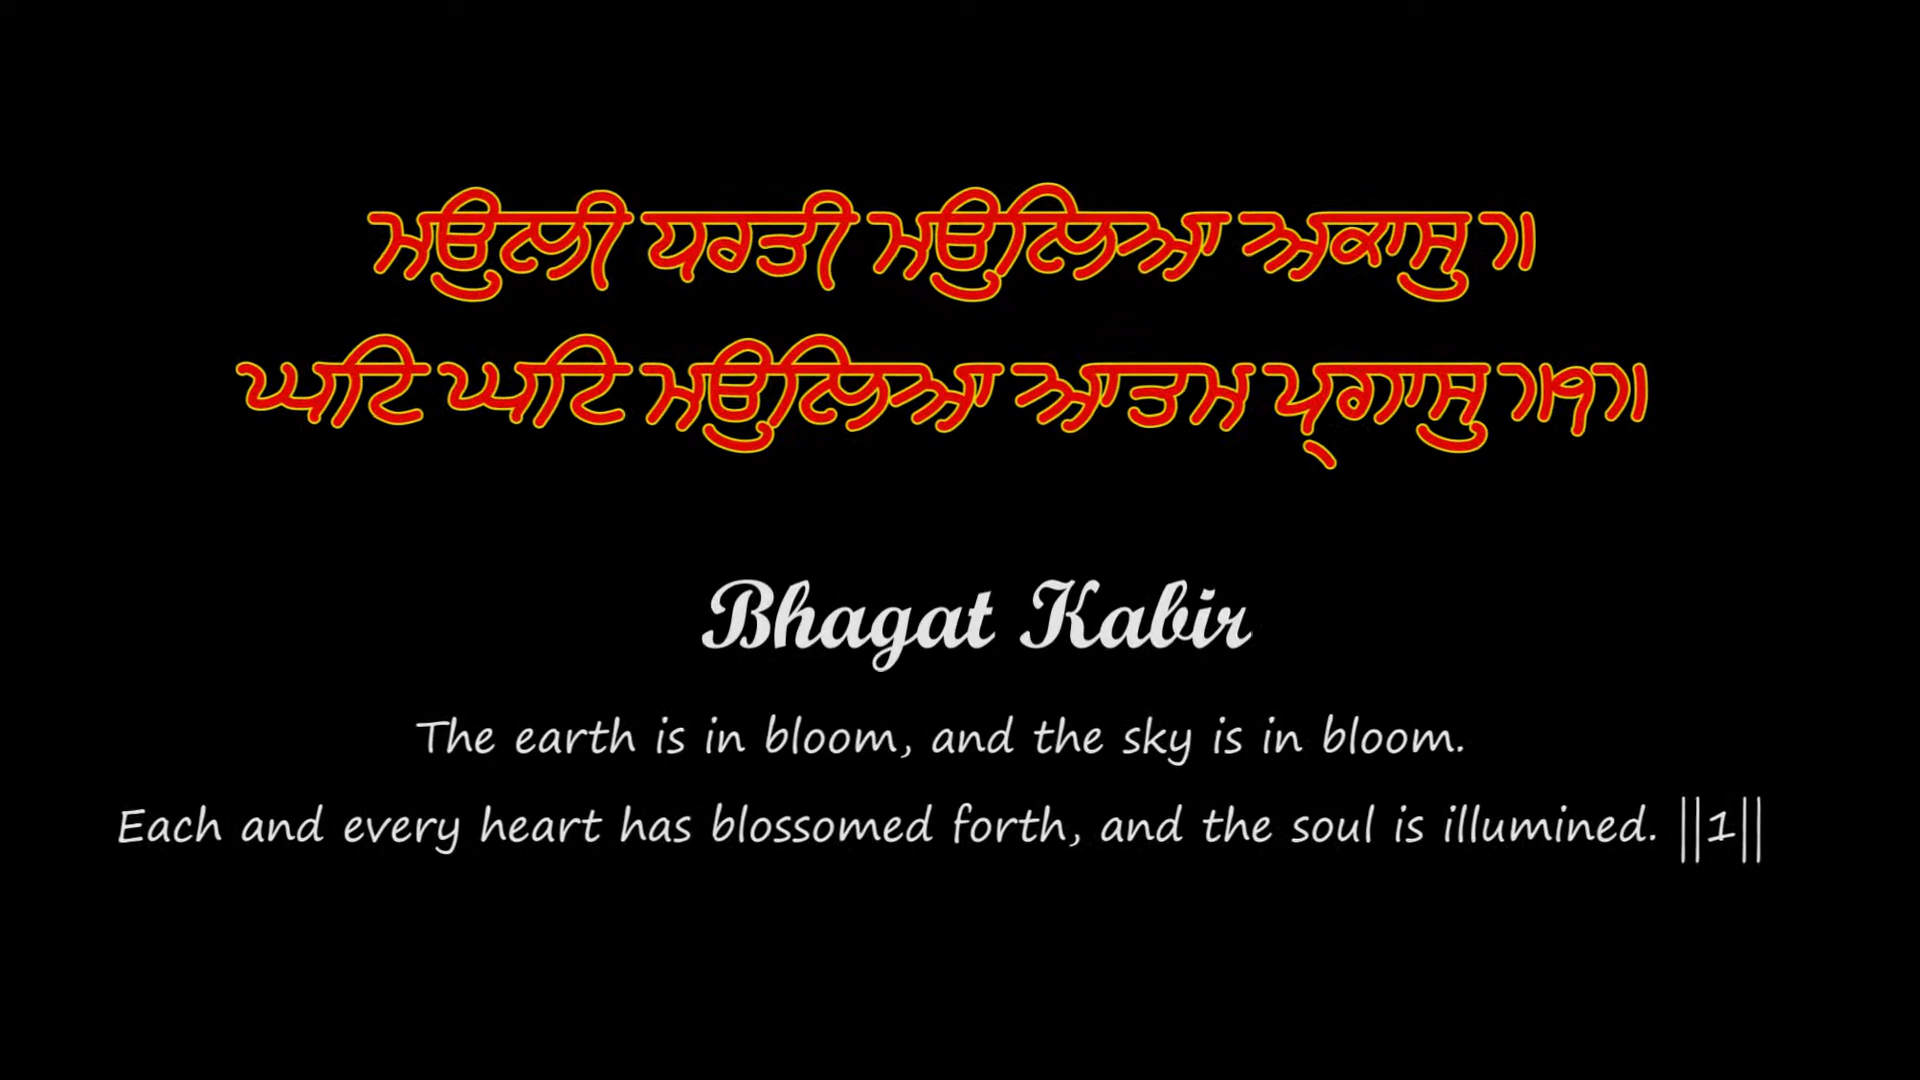 ਮਉਲੀ ਧਰਤੀ ਮਉਲਿਆ ਅਕਾਸੁ ॥
ਘਟਿ ਘਟਿ ਮਉਲਿਆ ਆਤਮ ਪ੍ਰਗਾਸੁ ॥੧॥
Bhagat Kabir
The earth is in bloom, and the sky is in bloom.
Each and every heart has blossomed forth, and the soul is illumined. ||1||